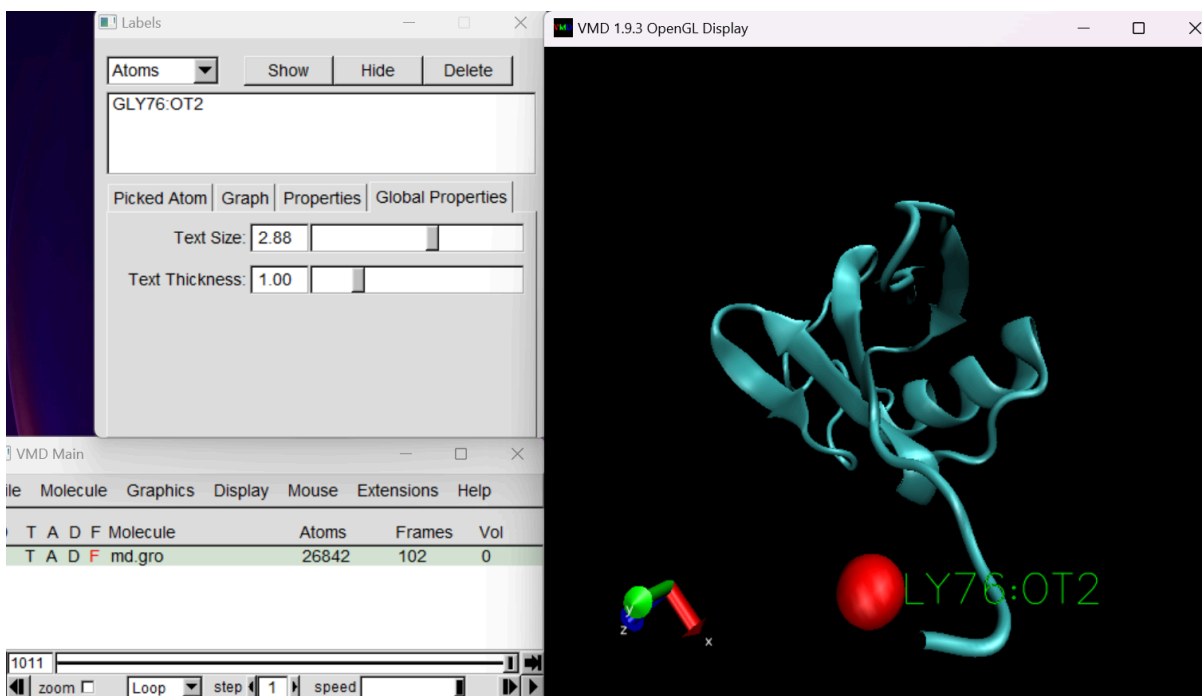 Labels
Atoms Show Hide Delete
GLY76:OT2
Picked Atom Graph Properties Global Properties
Text Size: 2.88
Text Thickness: 1.00
VMD Main
ile Molecule Graphics Display Mouse Extensions Help
T A D F Molecule Atoms Frames Vol
T A D F md.gro 26842 102 0
1011
zoom Loop step 1 speed
VMD 1.9.3 OpenGL Display
LY76:OT2
y
z
x